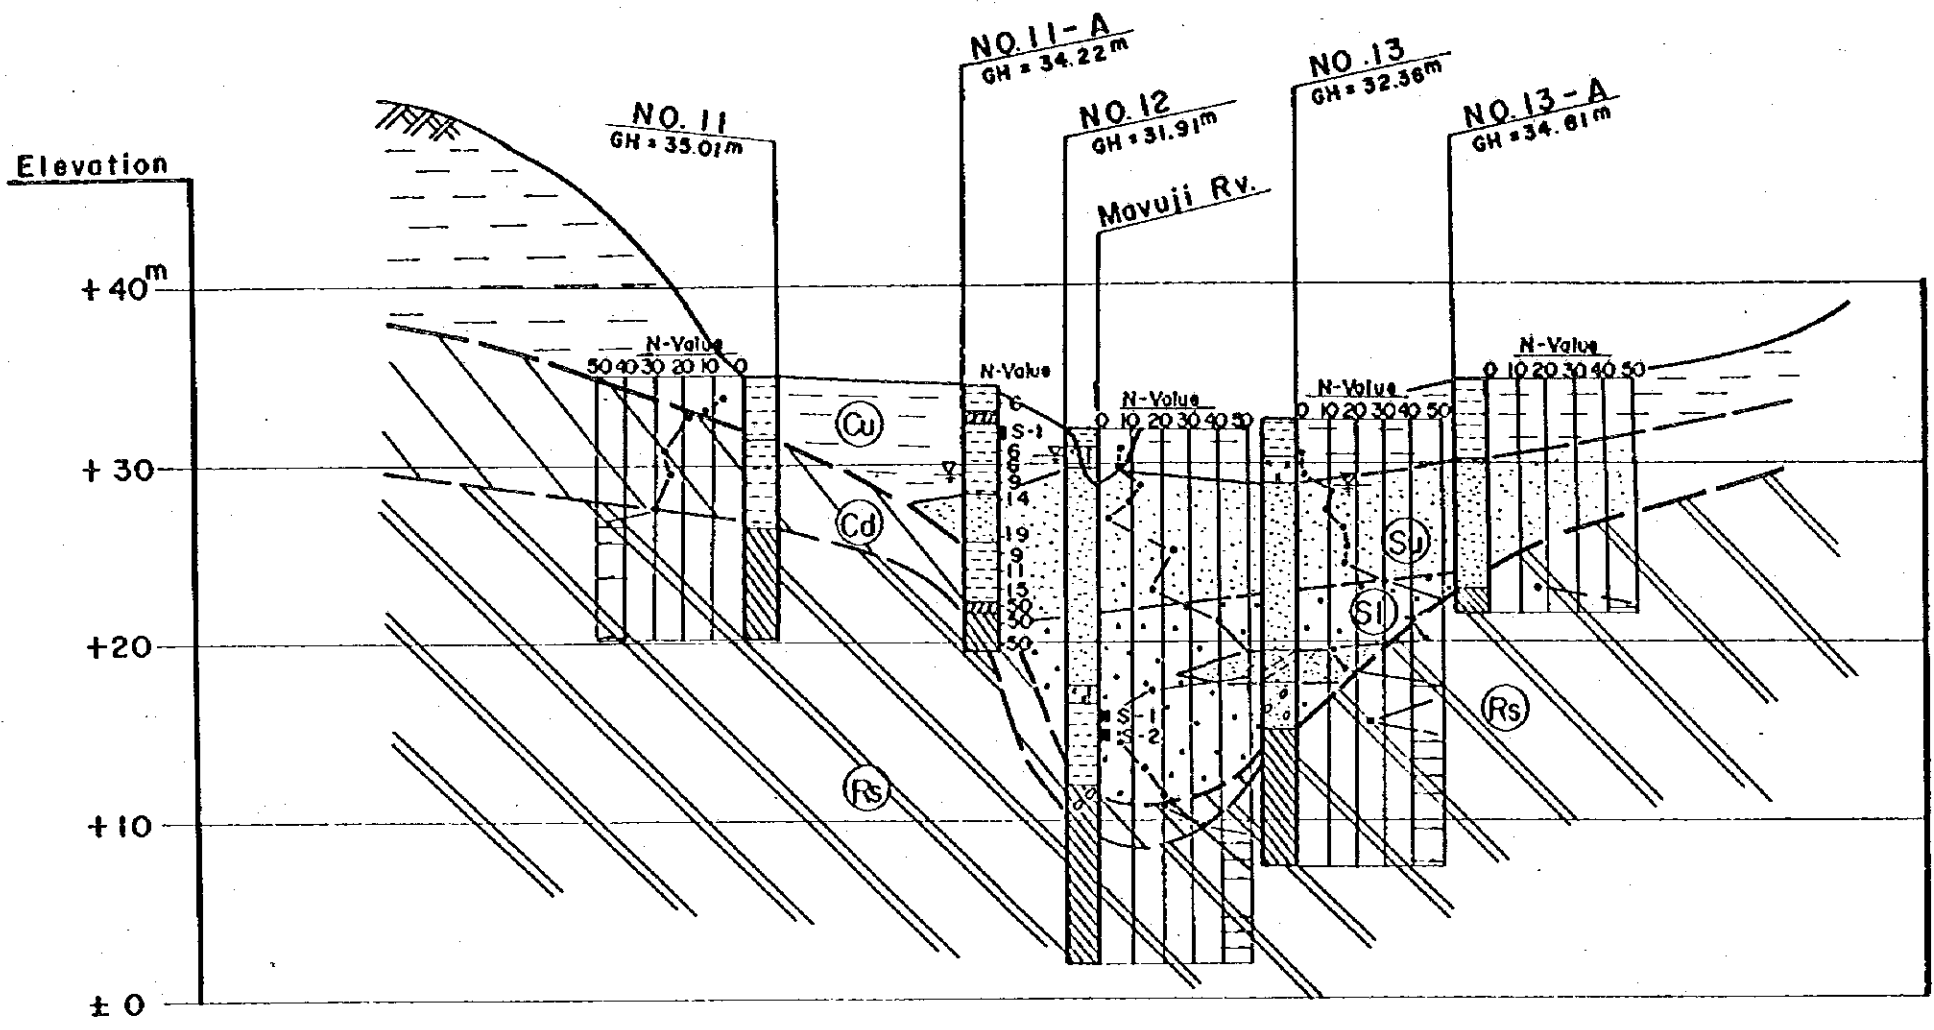 NO. 11-A
GH = 34.22m
NO. 13
GH = 32.36m
NO. 11
GH = 35.01m
NO. 12
GH = 31.91m
NO. 13-A
GH = 34.61m
Elevation
Mavuji Rv.
+40m
N-Value
50 40 30 20 10 0
N-Value
N-Value
0 10 20 30 40 50
N-Value
0 10 20 30 40 50
N-Value
0 10 20 30 40 50
6
S-1
6
6
9
14
19
9
11
15
50
50
50
Cu
+30
Cd
Su
Sl
+20
S-1
S-2
Rs
Rs
+10
± 0